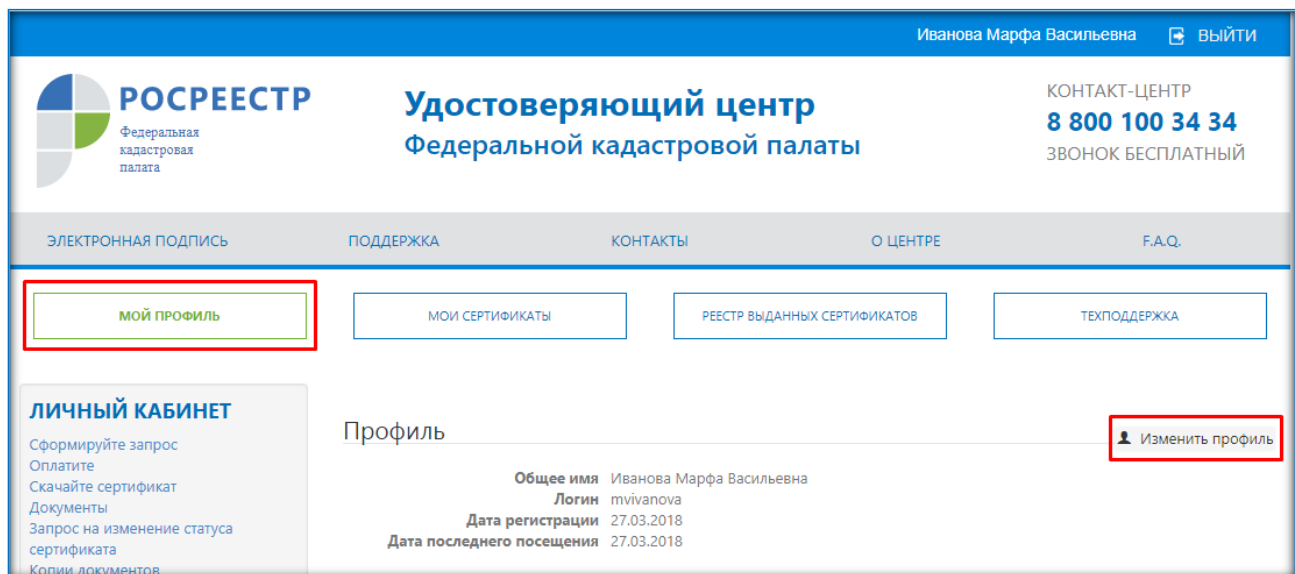 Иванова Марфа Васильевна ВЫЙТИ
РОСРЕЕСТР
Федеральная
кадастровая
палата
Удостоверяющий центр
Федеральной кадастровой палаты
КОНТАКТ-ЦЕНТР
8 800 100 34 34
ЗВОНОК БЕСПЛАТНЫЙ
ЭЛЕКТРОННАЯ ПОДПИСЬ ПОДДЕРЖКА КОНТАКТЫ О ЦЕНТРЕ F.A.Q.
МОЙ ПРОФИЛЬ МОИ СЕРТИФИКАТЫ РЕЕСТР ВЫДАННЫХ СЕРТИФИКАТОВ ТЕХПОДДЕРЖКА
ЛИЧНЫЙ КАБИНЕТ
Сформируйте запрос
Оплатите
Скачайте сертификат
Документы
Запрос на изменение статуса
сертификата
Копии документов
Профиль
Изменить профиль
Общее имя Иванова Марфа Васильевна
Логин mvivanova
Дата регистрации 27.03.2018
Дата последнего посещения 27.03.2018